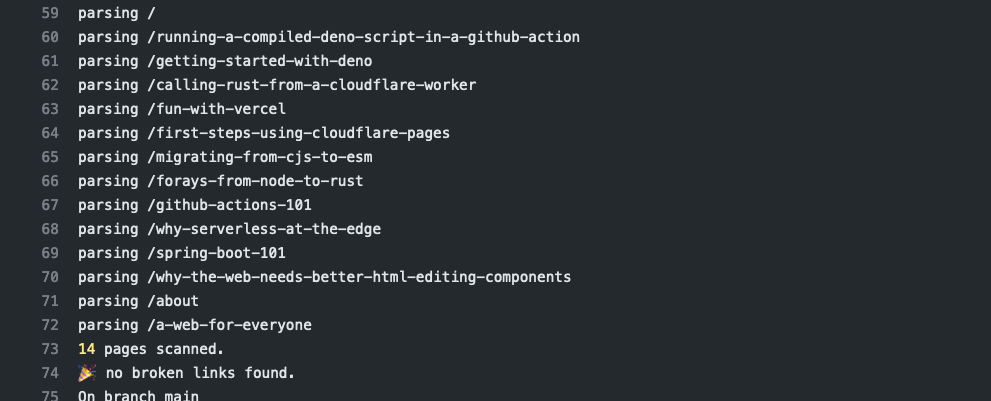 59 parsing /
60 parsing /running-a-compiled-deno-script-in-a-github-action
61 parsing /getting-started-with-deno
62 parsing /calling-rust-from-a-cloudflare-worker
63 parsing /fun-with-vercel
64 parsing /first-steps-using-cloudflare-pages
65 parsing /migrating-from-cjs-to-esm
66 parsing /forays-from-node-to-rust
67 parsing /github-actions-101
68 parsing /why-serverless-at-the-edge
69 parsing /spring-boot-101
70 parsing /why-the-web-needs-better-html-editing-components
71 parsing /about
72 parsing /a-web-for-everyone
73 14 pages scanned.
74 🎉 no broken links found.
75 On branch main